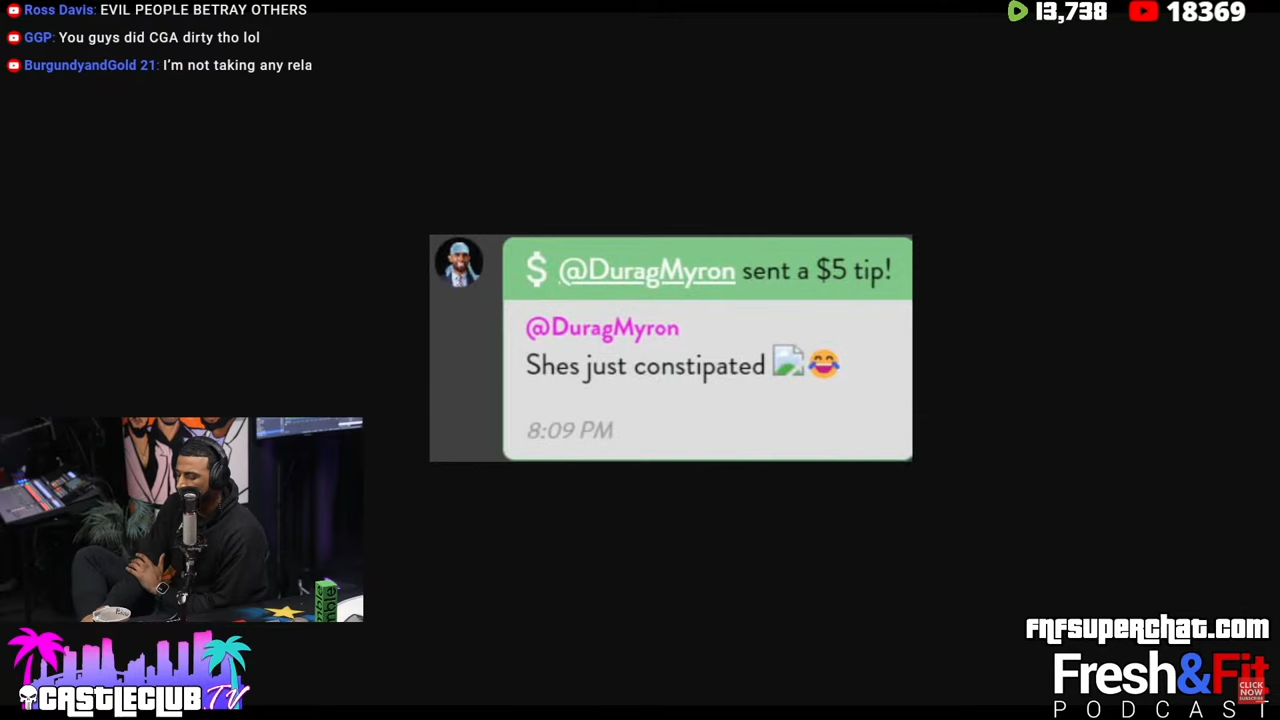 Ross Davis: EVIL PEOPLE BETRAY OTHERS
GGP: You guys did CGA dirty tho lol
BurgundyandGold 21: I'm not taking any rela
13,738
18369
$ @DuragMyron sent a $5 tip!
@DuragMyron
Shes just constipated 😂
8:09 PM
CASTLECLUB TV
fnfsuperchat.com
Fresh&Fit
CLICK
NOW
PODCAST